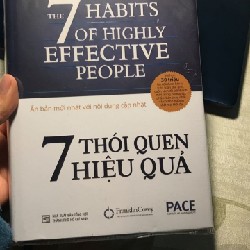 THE 7 HABITS
OF HIGHLY
EFFECTIVE
PEOPLE
Ấn bản mới nhất với nội dung cập nhật
7 THÓI QUEN
HIỆU QUẢ
FranklinCovey
PACE